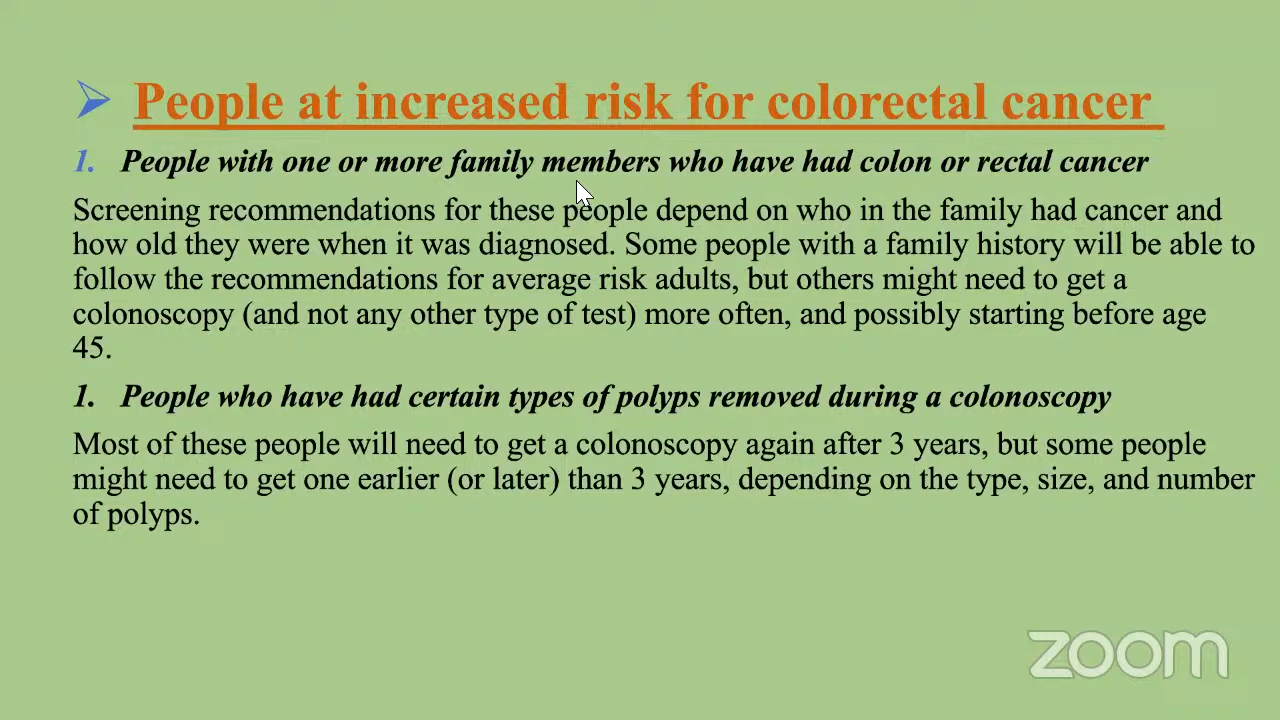 ➢ People at increased risk for colorectal cancer
1. People with one or more family members who have had colon or rectal cancer
Screening recommendations for these people depend on who in the family had cancer and
how old they were when it was diagnosed. Some people with a family history will be able to
follow the recommendations for average risk adults, but others might need to get a
colonoscopy (and not any other type of test) more often, and possibly starting before age
45.
1. People who have had certain types of polyps removed during a colonoscopy
Most of these people will need to get a colonoscopy again after 3 years, but some people
might need to get one earlier (or later) than 3 years, depending on the type, size, and number
of polyps.
zoom